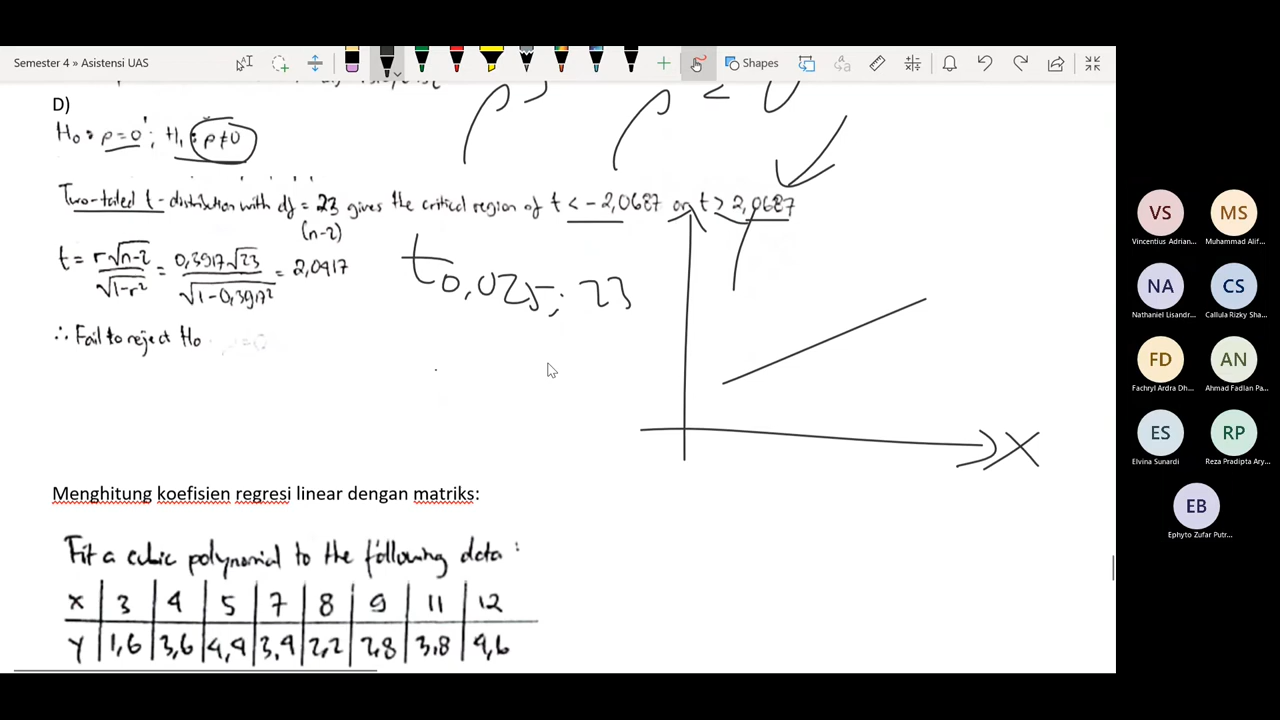 Semester 4 » Asistensi UAS
Shapes
D)
ρ
ρ < 0
H₀: ρ=0; H₁: ρ≠0
Two-tailed t-distribution with df = 23 gives the critical region of t < -2,0687 or t > 2,0687
(n-2)
t = r√n-2 / √1-r² = 0,3917√23 / √1-0,3917² = 2,0417
t 0,025; 23
∴ Fail to reject H₀
Y
X
Menghitung koefisien regresi linear dengan matriks:
Fit a cubic polynomial to the following data:
X | 3 | 4 | 5 | 7 | 8 | 9 | 11 | 12
Y | 1,6 | 3,6 | 4,4 | 3,4 | 2,2 | 2,8 | 3,8 | 4,6
VS
Vincentius Adrian...
MS
Muhammad Alif...
NA
Nathaniel Lisandr...
CS
Callula Rizky Sha...
FD
Fachryl Ardra Dh...
AN
Ahmad Fadlan Pa...
ES
Elvina Sunardi
RP
Reza Pradipta Ary...
EB
Ephyto Zufar Putr...